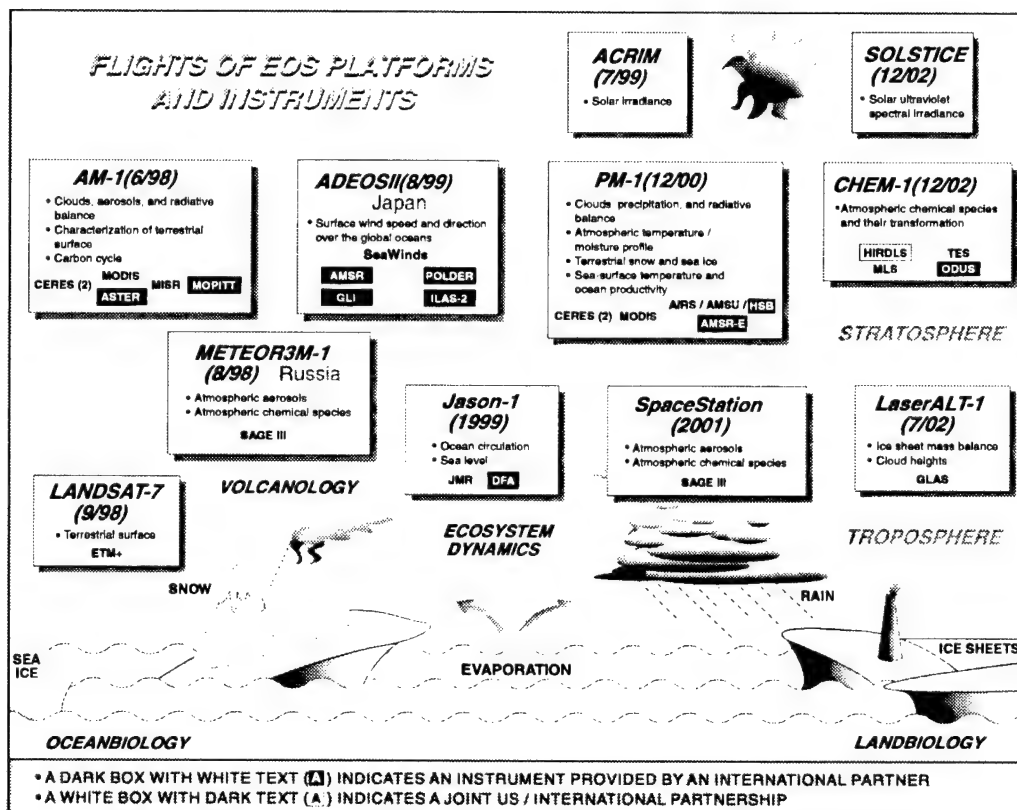 FLIGHTS OF EOS PLATFORMS
AND INSTRUMENTS
ACRIM
(7/99)
• Solar irradiance
SOLSTICE
(12/02)
• Solar ultraviolet
spectral irradiance
AM-1(6/98)
• Clouds, aerosols, and radiative
balance
• Characterization of terrestrial
surface
• Carbon cycle
MODIS
CERES (2) ASTER MISR MOPITT
ADEOSII(8/99)
Japan
• Surface wind speed and direction
over the global oceans
SeaWinds
AMSR POLDER
GLI ILAS-2
PM-1(12/00)
• Clouds, precipitation, and radiative
balance
• Atmospheric temperature /
moisture profile
• Terrestrial snow and sea ice
• Sea-surface temperature and
ocean productivity
AIRS / AMSU / HSB
CERES (2) MODIS AMSR-E
CHEM-1(12/02)
• Atmospheric chemical species
and their transformation
HIRDLS TES
MLS ODUS
STRATOSPHERE
METEOR3M-1
(8/98) Russia
• Atmospheric aerosols
• Atmospheric chemical species
SAGE III
Jason-1
(1999)
• Ocean circulation
• Sea level
JMR DFA
SpaceStation
(2001)
• Atmospheric aerosols
• Atmospheric chemical species
SAGE III
LaserALT-1
(7/02)
• Ice sheet mass balance
• Cloud heights
GLAS
LANDSAT-7
(9/98)
• Terrestrial surface
ETM+
VOLCANOLOGY
ECOSYSTEM
DYNAMICS
TROPOSPHERE
SNOW
RAIN
SEA
ICE
EVAPORATION
ICE SHEETS
OCEANBIOLOGY
LANDBIOLOGY
• A DARK BOX WITH WHITE TEXT (A) INDICATES AN INSTRUMENT PROVIDED BY AN INTERNATIONAL PARTNER
• A WHITE BOX WITH DARK TEXT (A) INDICATES A JOINT US / INTERNATIONAL PARTNERSHIP